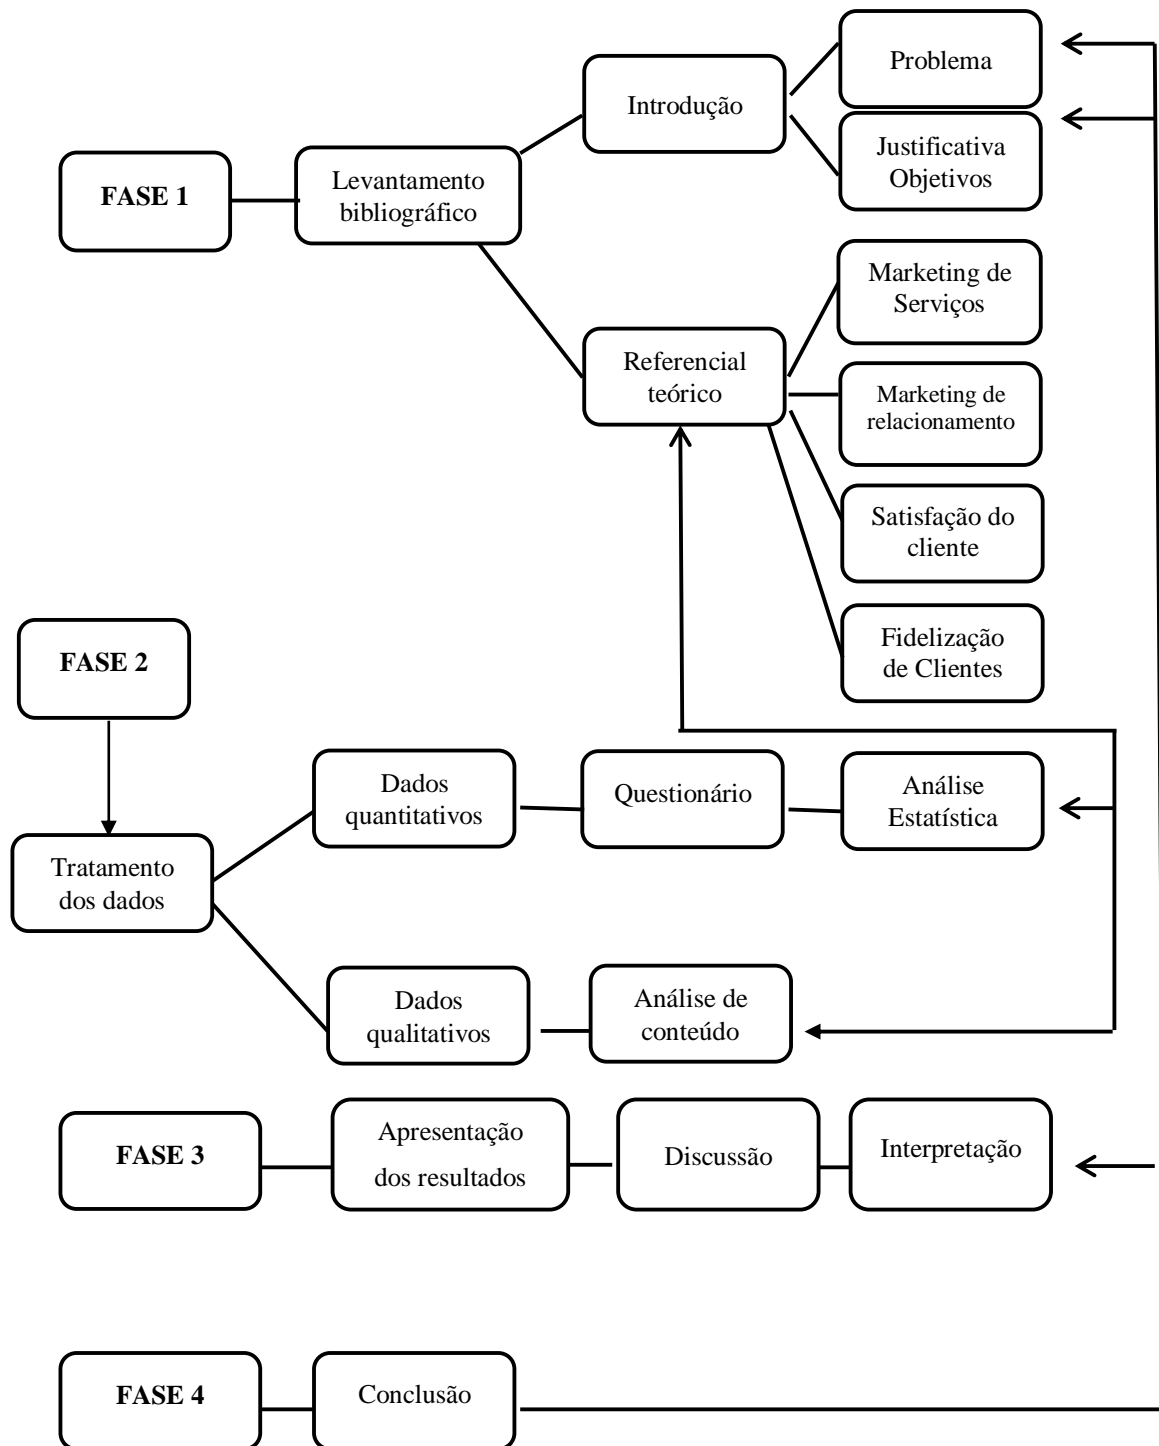 Problema
Introdução
Justificativa
Objetivos
FASE 1
Levantamento
bibliográfico
Marketing de
Serviços
Referencial
teórico
Marketing de
relacionamento
Satisfação do
cliente
Fidelização
de Clientes
FASE 2
Dados
quantitativos
Questionário
Análise
Estatística
Tratamento
dos dados
Dados
qualitativos
Análise de
conteúdo
FASE 3
Apresentação
dos resultados
Discussão
Interpretação
FASE 4
Conclusão